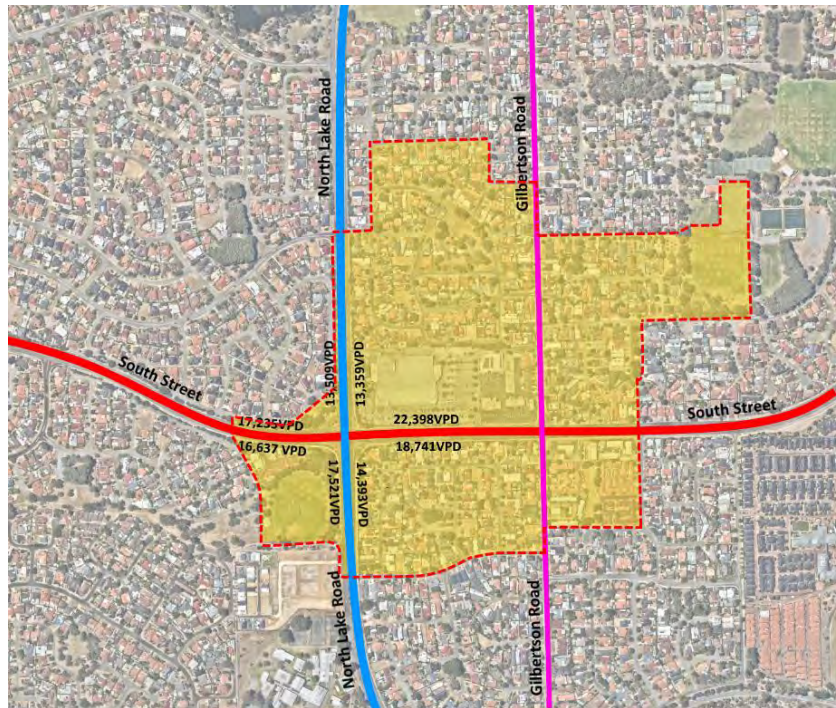 North Lake Road
Gilbertson Road
South Street
13,509VPD
13,359VPD
17,235VPD
22,398VPD
South Street
16,637 VPD
18,741VPD
17,521VPD
14,393VPD
North Lake Road
Gilbertson Road